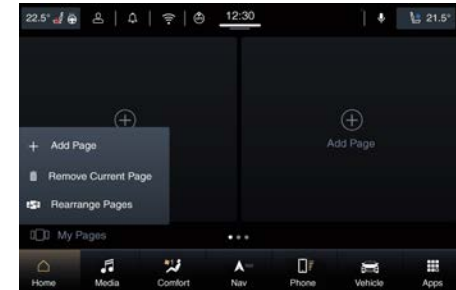 22.5° 12:30 21.5°
Add Page
Add Page
Remove Current Page
Rearrange Pages
My Pages
Home Media Comfort Nav Phone Vehicle Apps